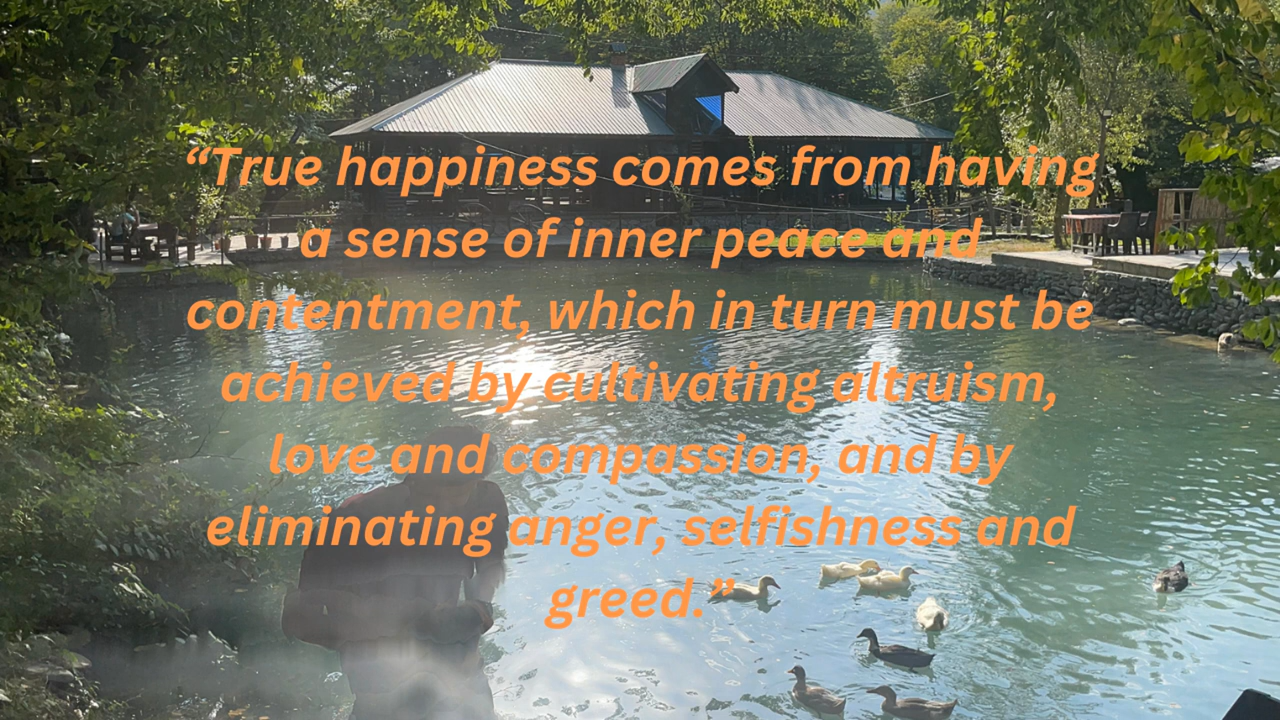 “True happiness comes from having
a sense of inner peace and
contentment, which in turn must be
achieved by cultivating altruism,
love and compassion, and by
eliminating anger, selfishness and
greed.”